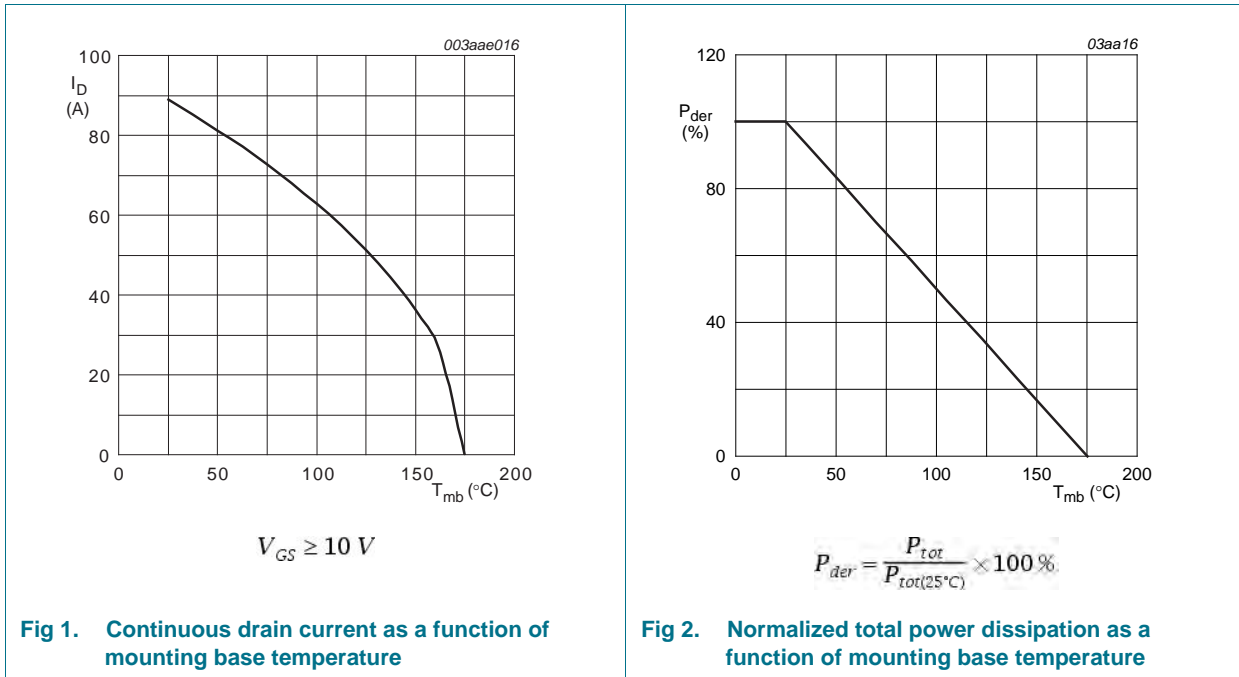 003aae016
100
I_D
(A)
80
60
40
20
0
0 50 100 150 200
T_mb (°C)
V_GS ≥ 10 V
Fig 1. Continuous drain current as a function of
mounting base temperature
03aa16
120
P_der
(%)
80
40
0
0 50 100 150 200
T_mb (°C)
P_der = P_tot / P_tot(25°C) × 100 %
Fig 2. Normalized total power dissipation as a
function of mounting base temperature